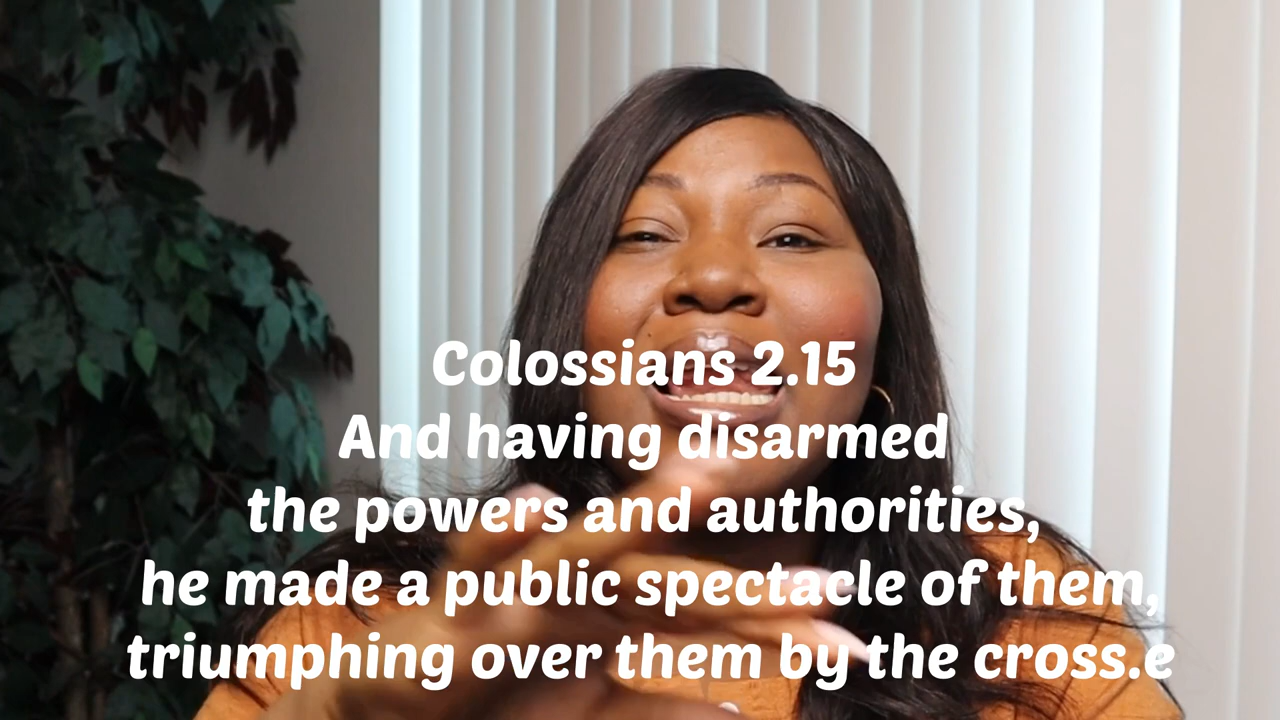 Colossians 2.15
And having disarmed
the powers and authorities,
he made a public spectacle of them,
triumphing over them by the cross.e